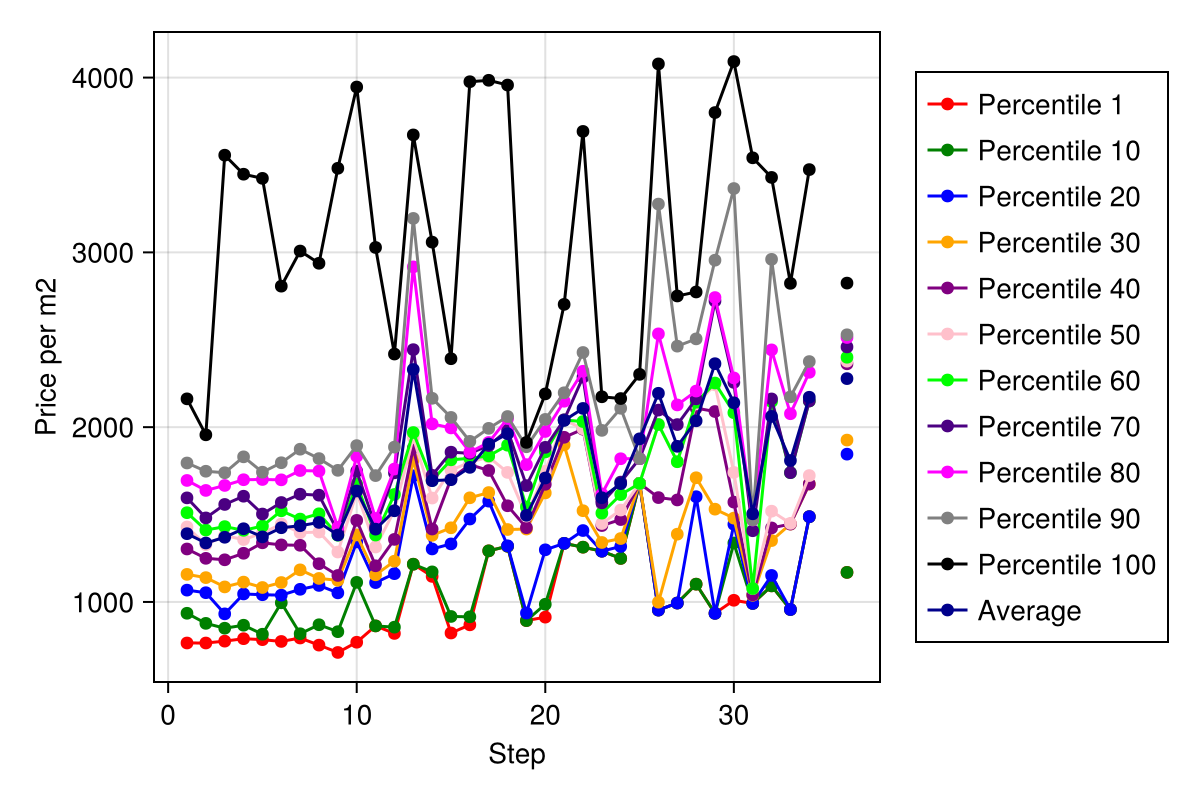 4000
3000
2000
1000
Price per m2
0
10
20
30
Step
Percentile 1
Percentile 10
Percentile 20
Percentile 30
Percentile 40
Percentile 50
Percentile 60
Percentile 70
Percentile 80
Percentile 90
Percentile 100
Average